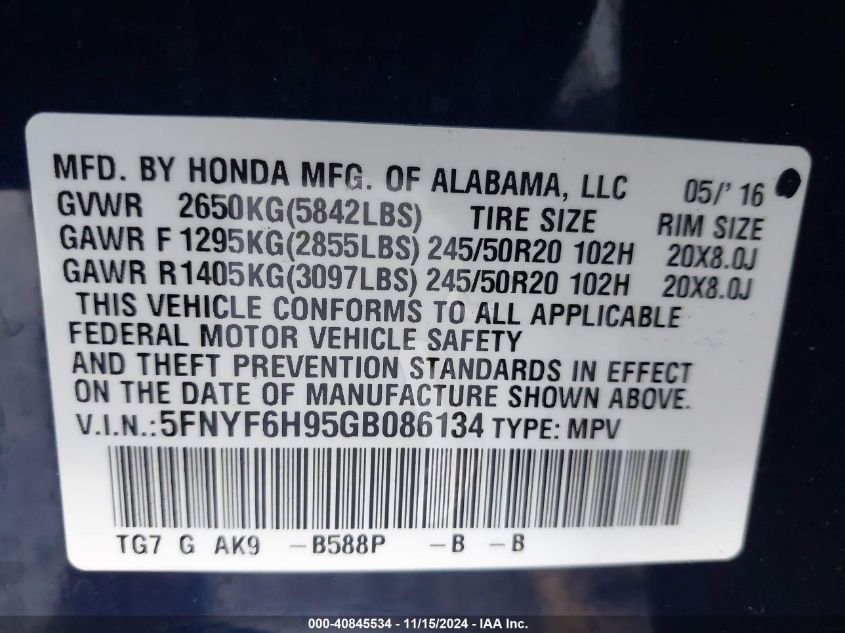 MFD. BY HONDA MFG. OF ALABAMA, LLC 05/'16
GVWR 2650KG(5842LBS) TIRE SIZE RIM SIZE
GAWR F 1295KG(2855LBS) 245/50R20 102H 20X8.0J
GAWR R1405KG(3097LBS) 245/50R20 102H 20X8.0J
THIS VEHICLE CONFORMS TO ALL APPLICABLE
FEDERAL MOTOR VEHICLE SAFETY
AND THEFT PREVENTION STANDARDS IN EFFECT
ON THE DATE OF MANUFACTURE SHOWN ABOVE.
V.I.N.:5FNYF6H95GB086134 TYPE: MPV
TG7 G AK9 -B588P -B -B
000-40845534 - 11/15/2024 - IAA Inc.